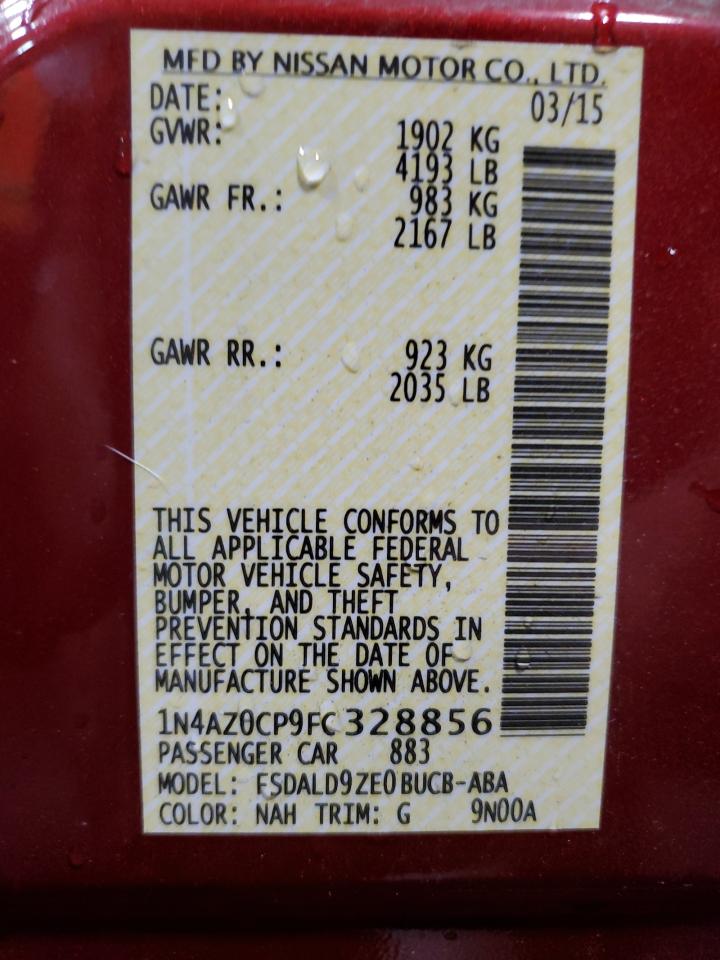 MFD BY NISSAN MOTOR CO., LTD.
DATE: 03/15
GVWR: 1902 KG
4193 LB
GAWR FR.: 983 KG
2167 LB
GAWR RR.: 923 KG
2035 LB
THIS VEHICLE CONFORMS TO
ALL APPLICABLE FEDERAL
MOTOR VEHICLE SAFETY,
BUMPER, AND THEFT
PREVENTION STANDARDS IN
EFFECT ON THE DATE OF
MANUFACTURE SHOWN ABOVE.
1N4AZ0CP9FC328856
PASSENGER CAR 883
MODEL: FSDALD9ZE0BUCB-ABA
COLOR: NAH TRIM: G 9N00A